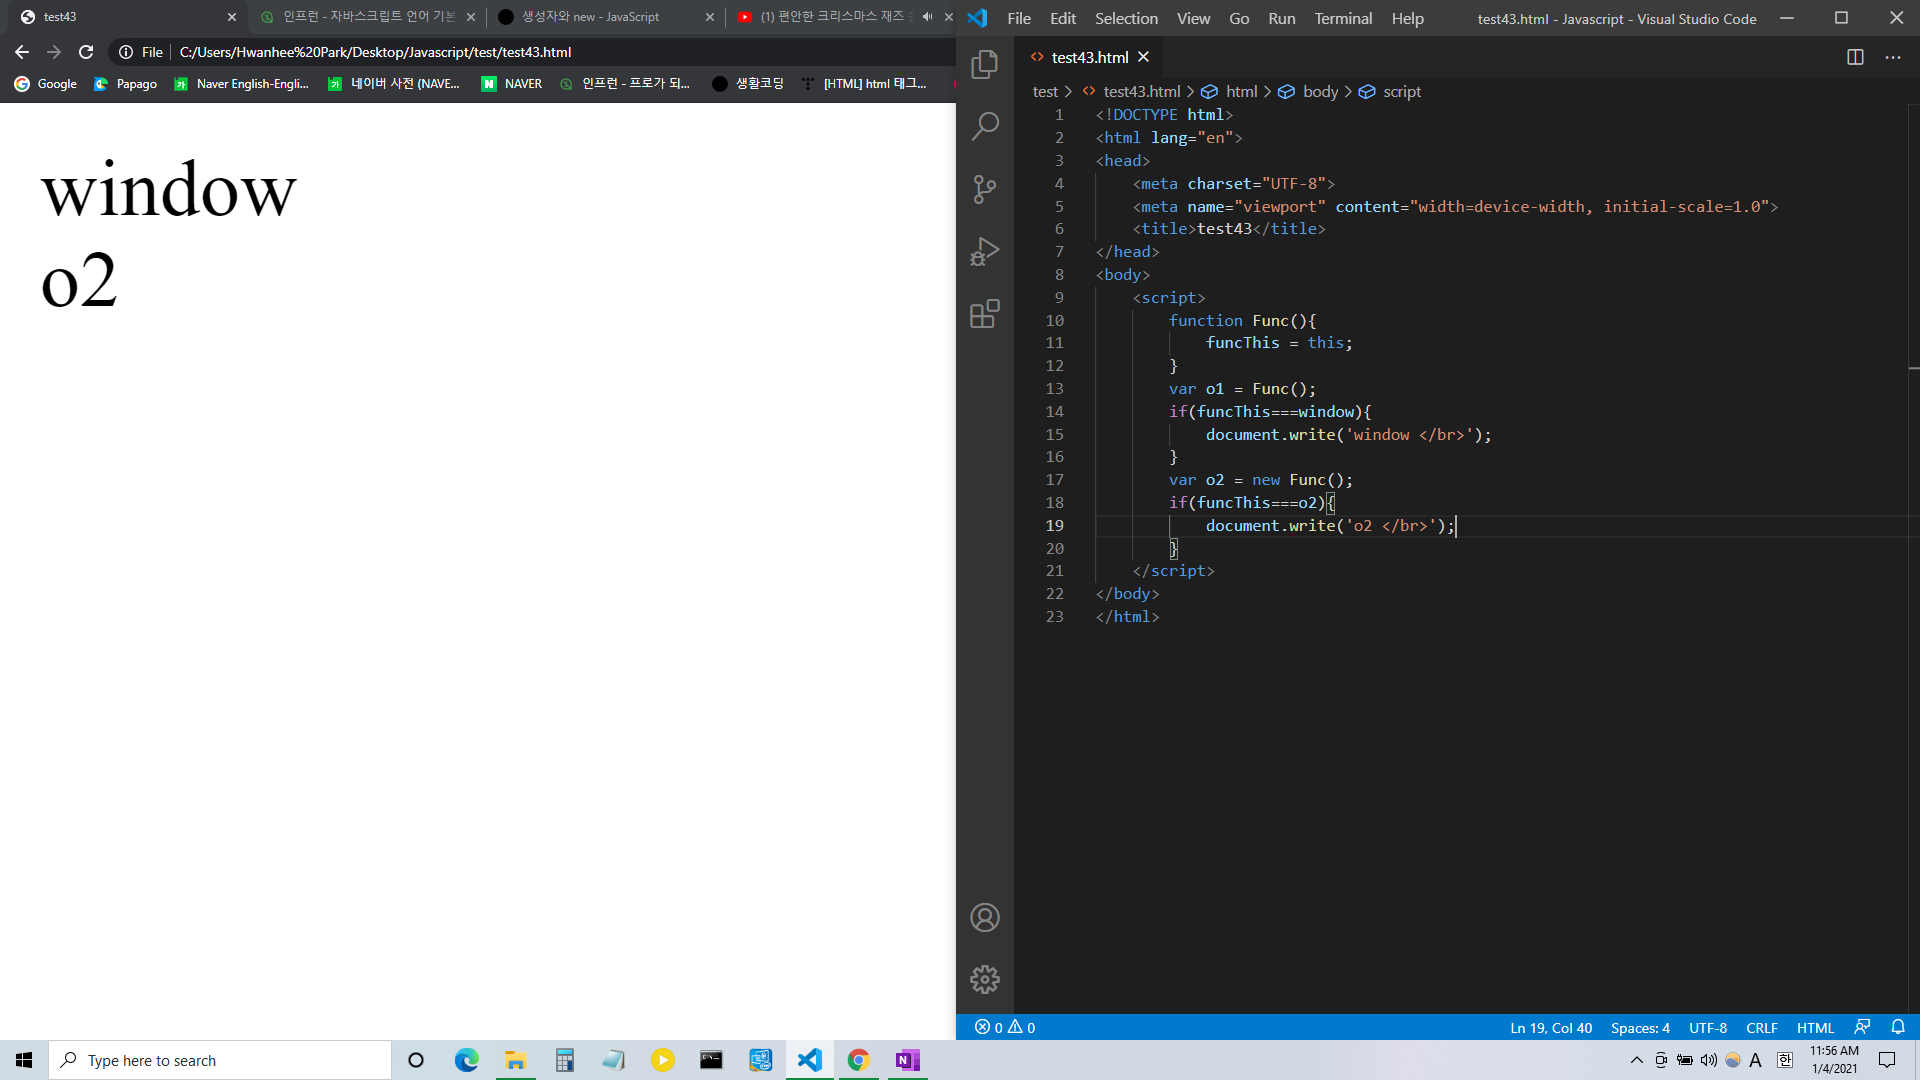 test43
인프런 - 자바스크립트 언어 기본
생성자와 new - JavaScript
(1) 편안한 크리스마스 재즈
File C:/Users/Hwanhee%20Park/Desktop/Javascript/test/test43.html
Google Papago Naver English-Engli... 네이버 사전 (NAVE... NAVER 인프런 - 프로가 되... 생활코딩 [HTML] html 태그...
window
o2
File Edit Selection View Go Run Terminal Help test43.html - Javascript - Visual Studio Code
test43.html
test > test43.html > html > body > script
1 <!DOCTYPE html>
2 <html lang="en">
3 <head>
4 <meta charset="UTF-8">
5 <meta name="viewport" content="width=device-width, initial-scale=1.0">
6 <title>test43</title>
7 </head>
8 <body>
9 <script>
10 function Func(){
11 funcThis = this;
12 }
13 var o1 = Func();
14 if(funcThis===window){
15 document.write('window </br>');
16 }
17 var o2 = new Func();
18 if(funcThis===o2){
19 document.write('o2 </br>');
20 }
21 </script>
22 </body>
23 </html>
0 0 Ln 19, Col 40 Spaces: 4 UTF-8 CRLF HTML
Type here to search
A 한 11:56 AM
1/4/2021